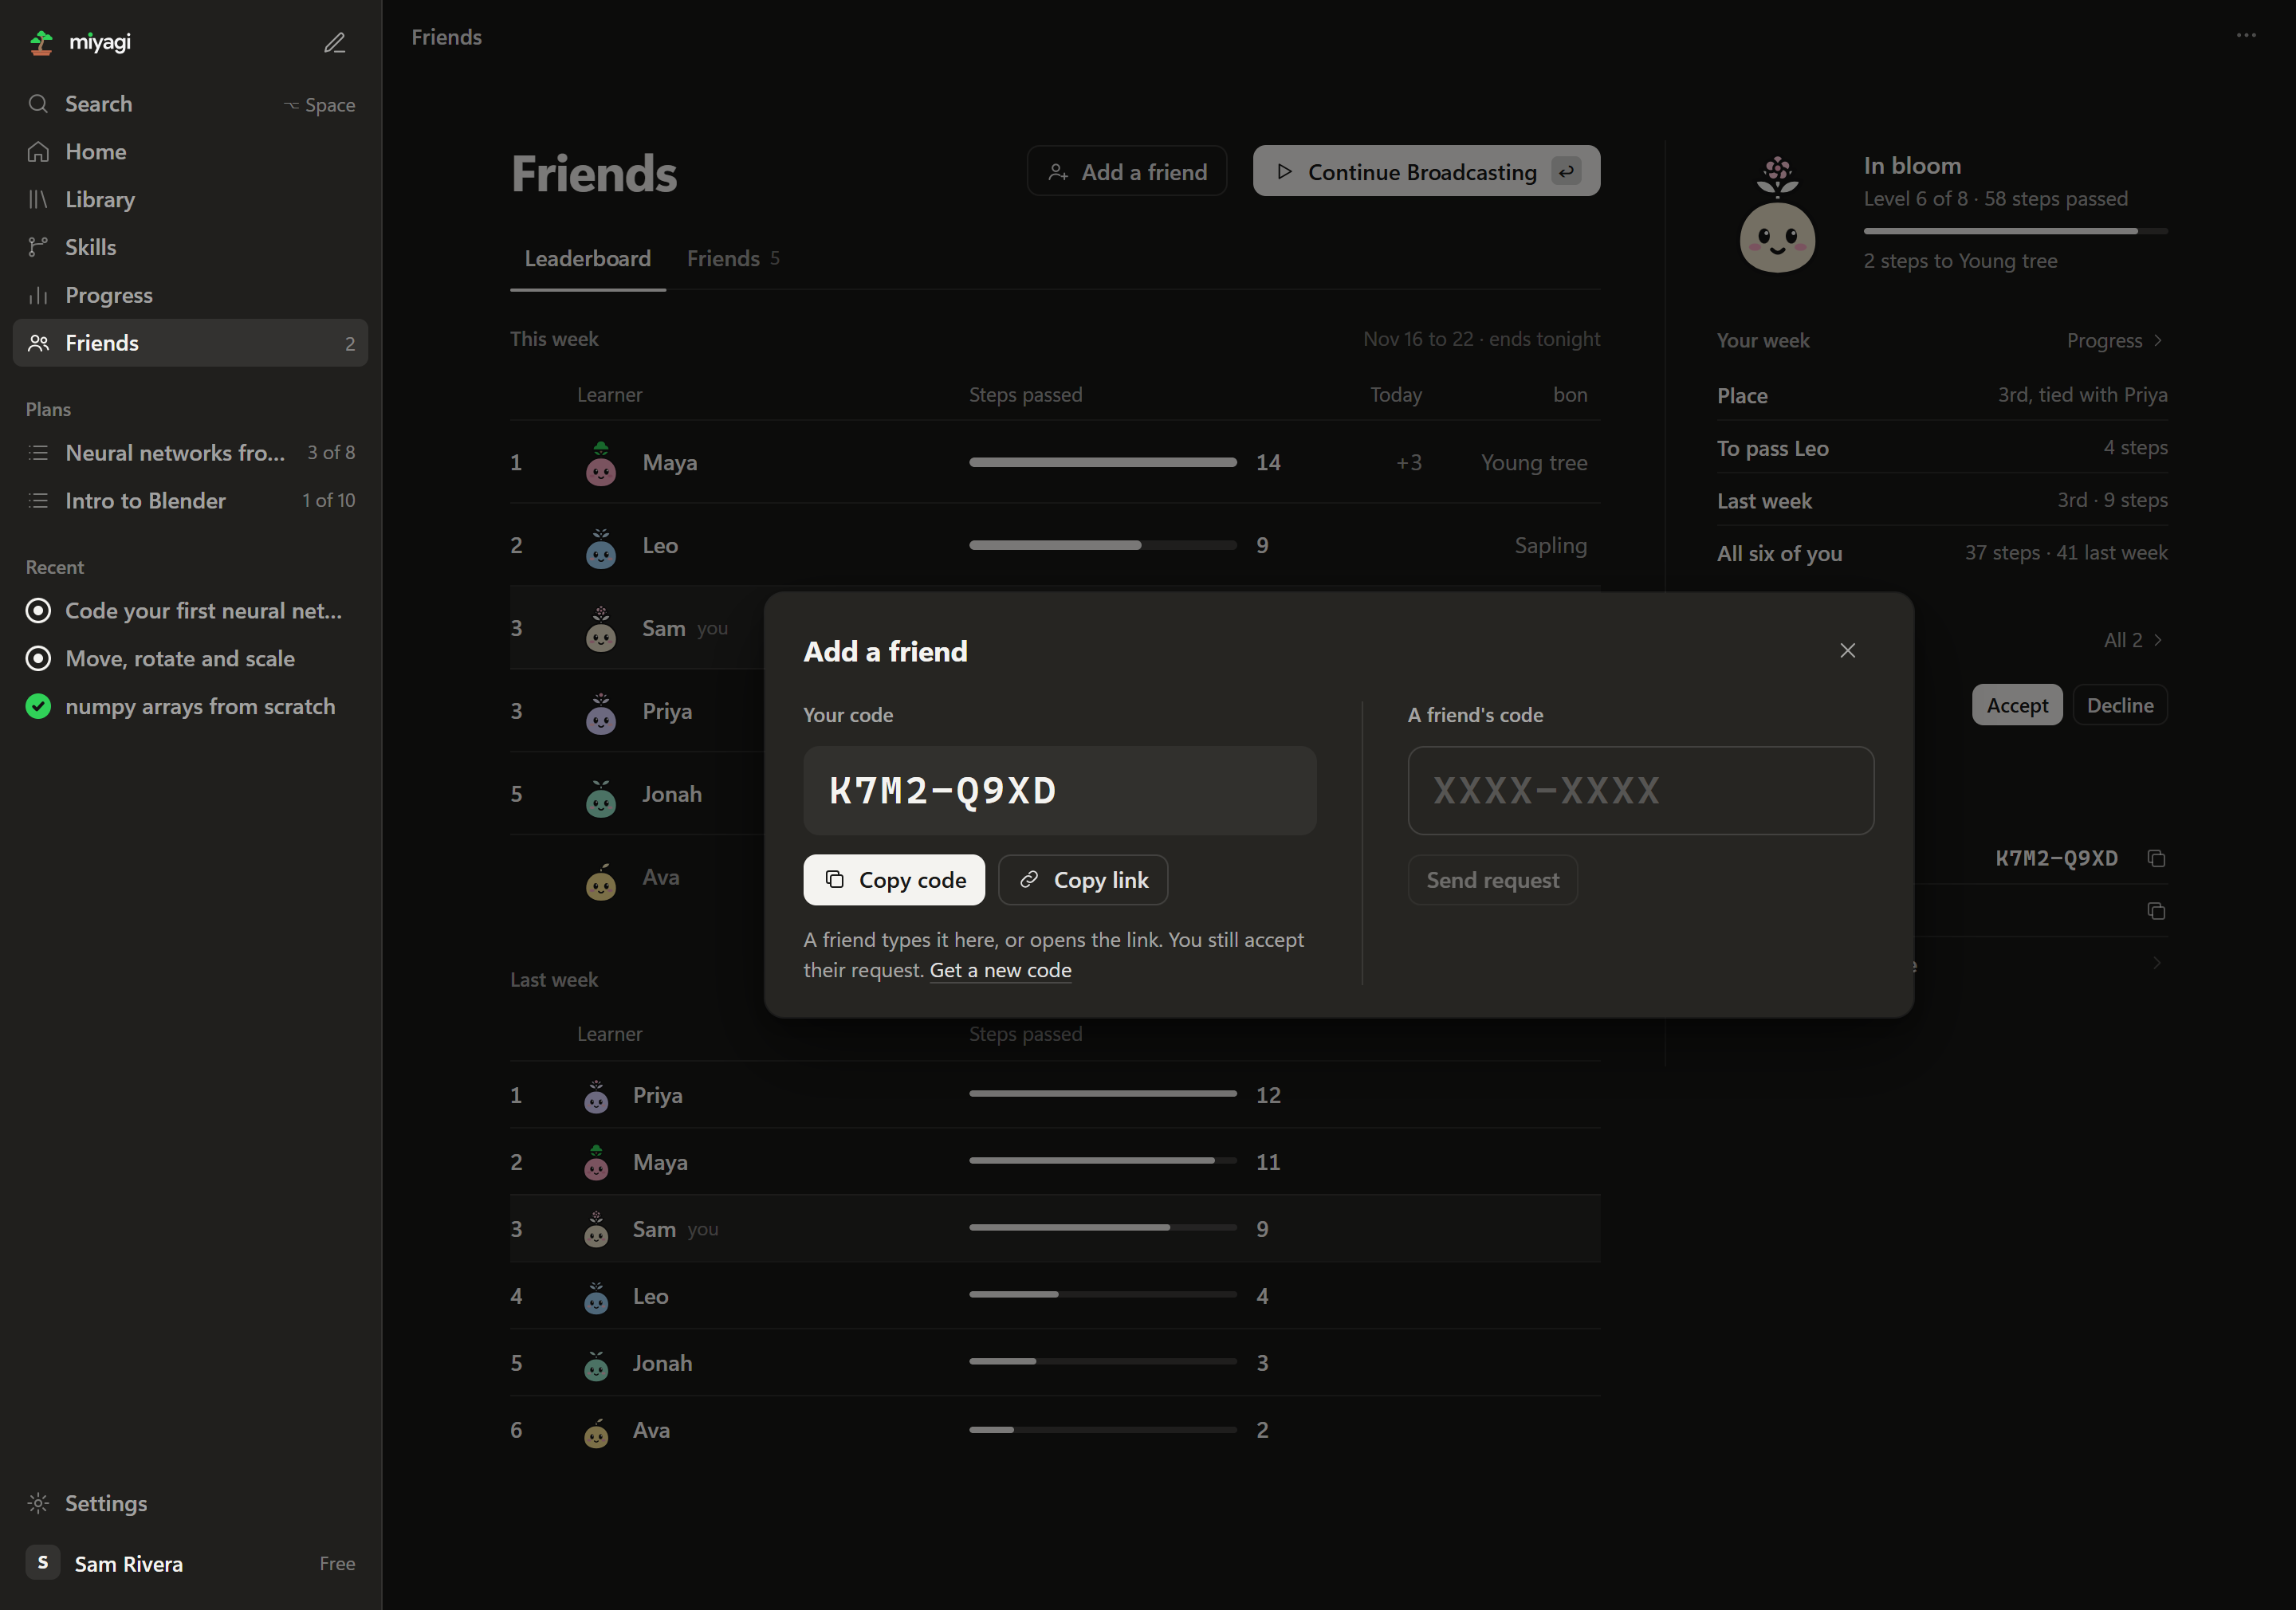 miyagi
Search
⌥ Space
Home
Library
Skills
Progress
Friends 2
Plans
Neural networks fro... 3 of 8
Intro to Blender 1 of 10
Recent
Code your first neural net...
Move, rotate and scale
numpy arrays from scratch
Settings
S Sam Rivera Free
Friends
Friends
Add a friend
Continue Broadcasting
Leaderboard
Friends 5
This week
Nov 16 to 22 · ends tonight
Learner Steps passed Today bon
1 Maya 14 +3 Young tree
2 Leo 9 Sapling
3 Sam you
3 Priya
5 Jonah
Ava
Last week
Learner Steps passed
1 Priya 12
2 Maya 11
3 Sam you 9
4 Leo 4
5 Jonah 3
6 Ava 2
In bloom
Level 6 of 8 · 58 steps passed
2 steps to Young tree
Your week
Progress
Place 3rd, tied with Priya
To pass Leo 4 steps
Last week 3rd · 9 steps
All six of you 37 steps · 41 last week
All 2
Accept
Decline
K7M2-Q9XD
Add a friend
Your code
K7M2-Q9XD
Copy code
Copy link
A friend types it here, or opens the link. You still accept
their request. Get a new code
A friend's code
XXXX-XXXX
Send request